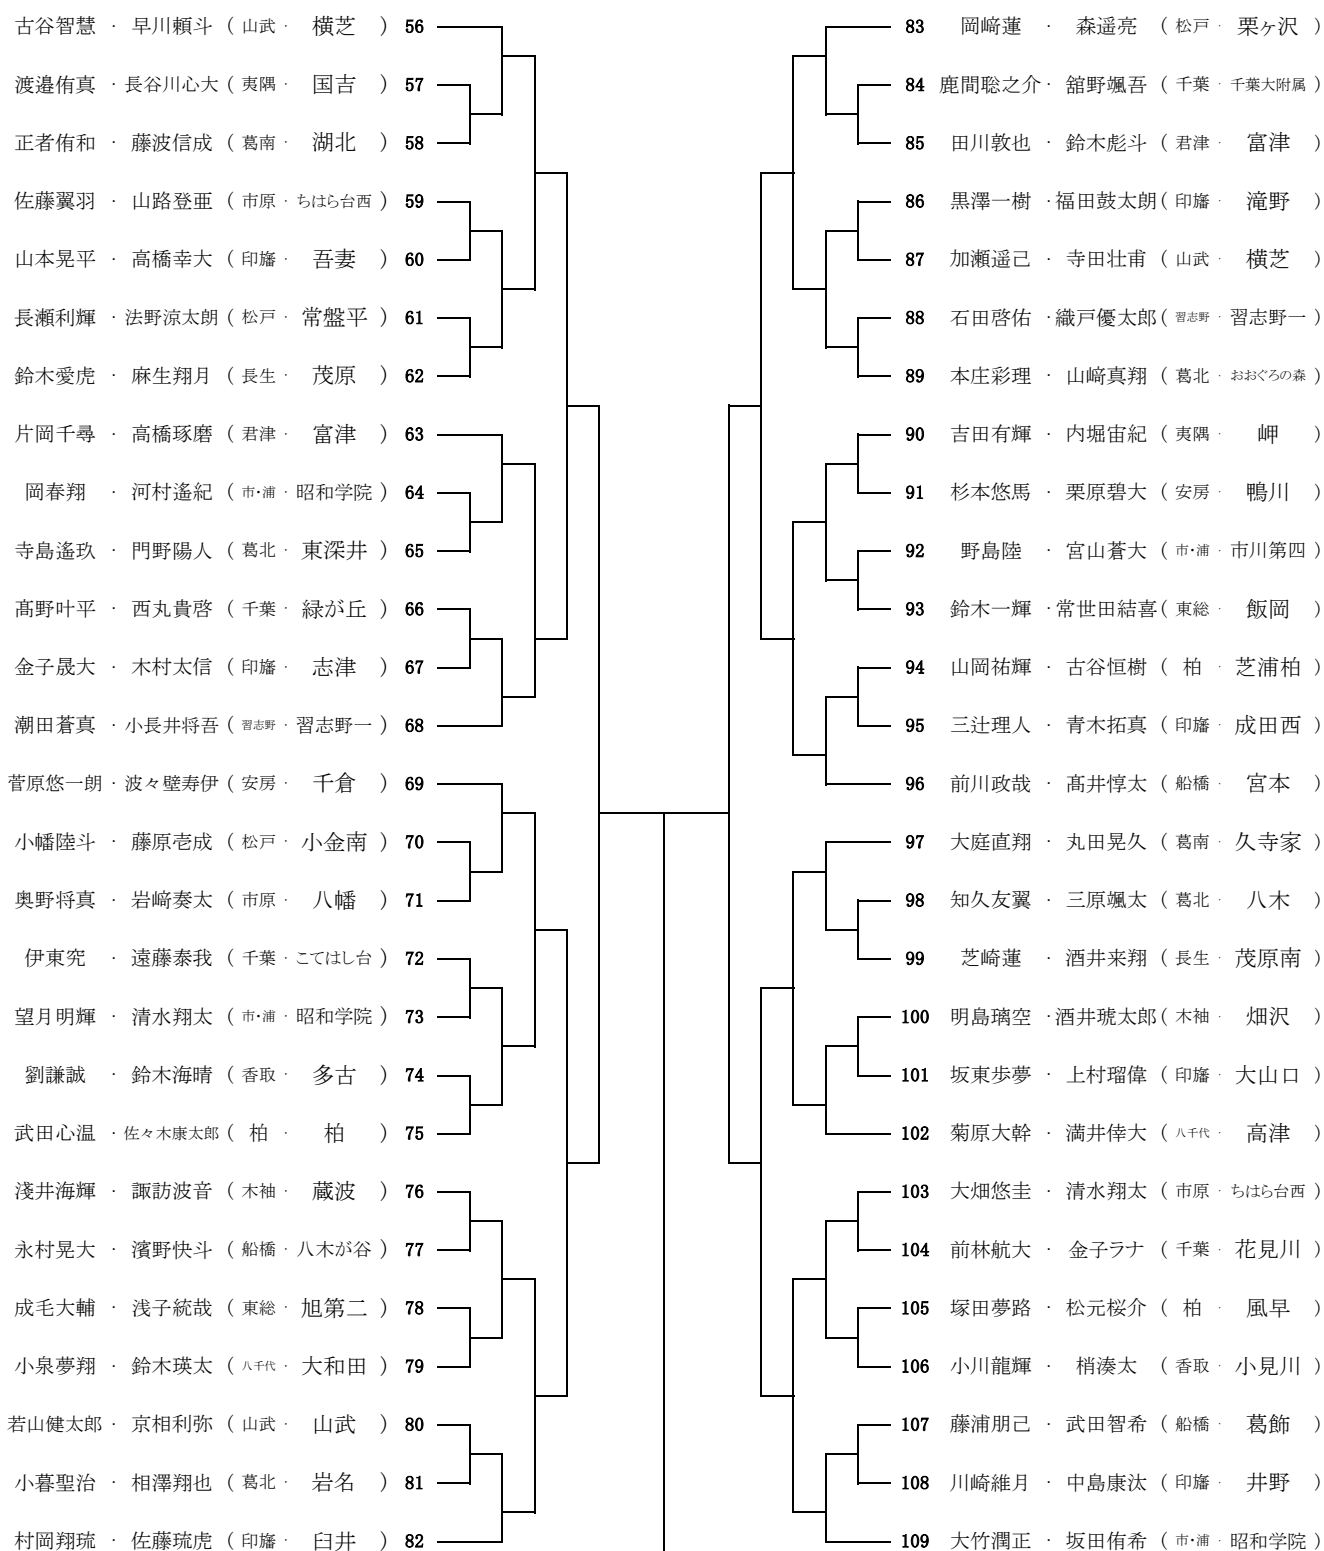 古谷智慧 · 早川頼斗 ( 山武 · 横芝 ) 56
渡邉侑真 · 長谷川心大 ( 夷隅 · 国吉 ) 57
正者侑和 · 藤波信成 ( 葛南 · 湖北 ) 58
佐藤翼羽 · 山路登亜 ( 市原 · ちはら台西 ) 59
山本晃平 · 高橋幸大 ( 印旛 · 吾妻 ) 60
長瀬利輝 · 法野涼太朗 ( 松戸 · 常盤平 ) 61
鈴木愛虎 · 麻生翔月 ( 長生 · 茂原 ) 62
片岡千尋 · 高橋琢磨 ( 君津 · 富津 ) 63
岡春翔 · 河村遙紀 ( 市・浦 · 昭和学院 ) 64
寺島遙玖 · 門野陽人 ( 葛北 · 東深井 ) 65
髙野叶平 · 西丸貴啓 ( 千葉 · 緑が丘 ) 66
金子晟大 · 木村太信 ( 印旛 · 志津 ) 67
潮田蒼真 · 小長井将吾 ( 習志野 · 習志野一 ) 68
菅原悠一朗 · 波々壁寿伊 ( 安房 · 千倉 ) 69
小幡陸斗 · 藤原壱成 ( 松戸 · 小金南 ) 70
奥野将真 · 岩﨑奏太 ( 市原 · 八幡 ) 71
伊東究 · 遠藤泰我 ( 千葉 · こてはし台 ) 72
望月明輝 · 清水翔太 ( 市・浦 · 昭和学院 ) 73
劉謙誠 · 鈴木海晴 ( 香取 · 多古 ) 74
武田心温 · 佐々木康太郎 ( 柏 · 柏 ) 75
淺井海輝 · 諏訪波音 ( 木袖 · 蔵波 ) 76
永村晃大 · 濱野快斗 ( 船橋 · 八木が谷 ) 77
成毛大輔 · 浅子統哉 ( 東総 · 旭第二 ) 78
小泉夢翔 · 鈴木瑛太 ( 八千代 · 大和田 ) 79
若山健太郎 · 京相利弥 ( 山武 · 山武 ) 80
小暮聖治 · 相澤翔也 ( 葛北 · 岩名 ) 81
村岡翔琉 · 佐藤琉虎 ( 印旛 · 臼井 ) 82
83 岡﨑蓮 · 森遥亮 ( 松戸 · 栗ヶ沢 )
84 鹿間聡之介 · 舘野颯吾 ( 千葉 · 千葉大附属 )
85 田川敦也 · 鈴木彪斗 ( 君津 · 富津 )
86 黒澤一樹 · 福田鼓太朗 ( 印旛 · 滝野 )
87 加瀬遥己 · 寺田壮甫 ( 山武 · 横芝 )
88 石田啓佑 · 織戸優太郎 ( 習志野 · 習志野一 )
89 本庄彩理 · 山﨑真翔 ( 葛北 · おおぐろの森 )
90 吉田有輝 · 内堀宙紀 ( 夷隅 · 岬 )
91 杉本悠馬 · 栗原碧大 ( 安房 · 鴨川 )
92 野島陸 · 宮山蒼大 ( 市・浦 · 市川第四 )
93 鈴木一輝 · 常世田結喜 ( 東総 · 飯岡 )
94 山岡祐輝 · 古谷恒樹 ( 柏 · 芝浦柏 )
95 三辻理人 · 青木拓真 ( 印旛 · 成田西 )
96 前川政哉 · 髙井惇太 ( 船橋 · 宮本 )
97 大庭直翔 · 丸田晃久 ( 葛南 · 久寺家 )
98 知久友翼 · 三原颯太 ( 葛北 · 八木 )
99 芝崎蓮 · 酒井来翔 ( 長生 · 茂原南 )
100 明島璃空 · 酒井琥太郎 ( 木袖 · 畑沢 )
101 坂東歩夢 · 上村瑠偉 ( 印旛 · 大山口 )
102 菊原大幹 · 満井倖大 ( 八千代 · 高津 )
103 大畑悠圭 · 清水翔太 ( 市原 · ちはら台西 )
104 前林航大 · 金子ラナ ( 千葉 · 花見川 )
105 塚田夢路 · 松元桜介 ( 柏 · 風早 )
106 小川龍輝 · 梢湊太 ( 香取 · 小見川 )
107 藤浦朋己 · 武田智希 ( 船橋 · 葛飾 )
108 川崎維月 · 中島康汰 ( 印旛 · 井野 )
109 大竹潤正 · 坂田侑希 ( 市・浦 · 昭和学院 )